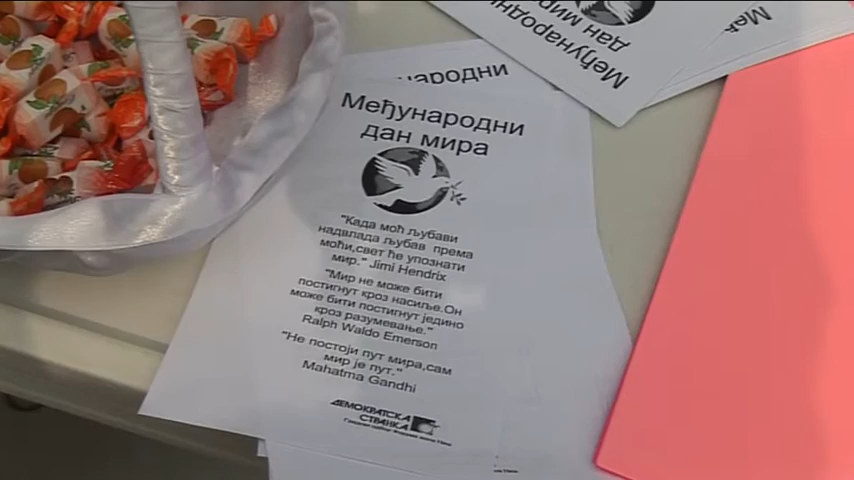 Међународни
дан мира
"Када моћ љубави
надвлада љубав према
моћи,свет ће упознати
мир." Jimi Hendrix
"Мир не може бити
постигнут кроз насиље.Он
може бити постигнут једино
кроз разумевање."
Ralph Waldo Emerson
"Не постоји пут мира,сам
мир је пут."
Mahatma Gandhi
ДЕМОКРАТСКА
СТРАНКА
народни
Међународни
дан мира
Међ